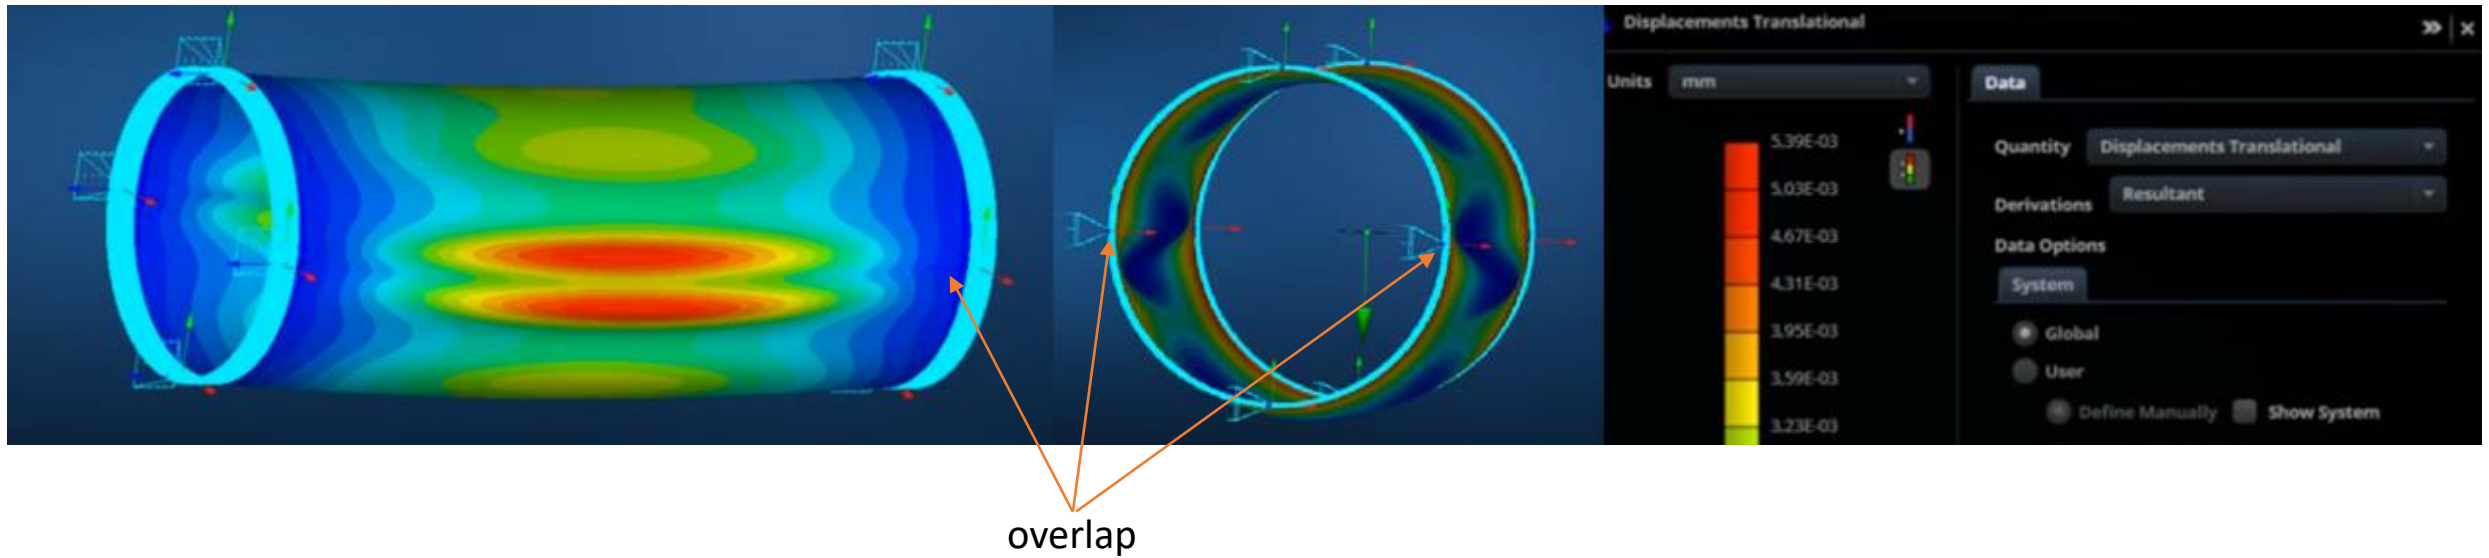 Displacements Translational
Units mm
5.39E-03
5.03E-03
4.67E-03
4.31E-03
3.95E-03
3.59E-03
3.23E-03
Data
Quantity Displacements Translational
Derivations Resultant
Data Options
System
Global
User
Define Manually Show System
overlap